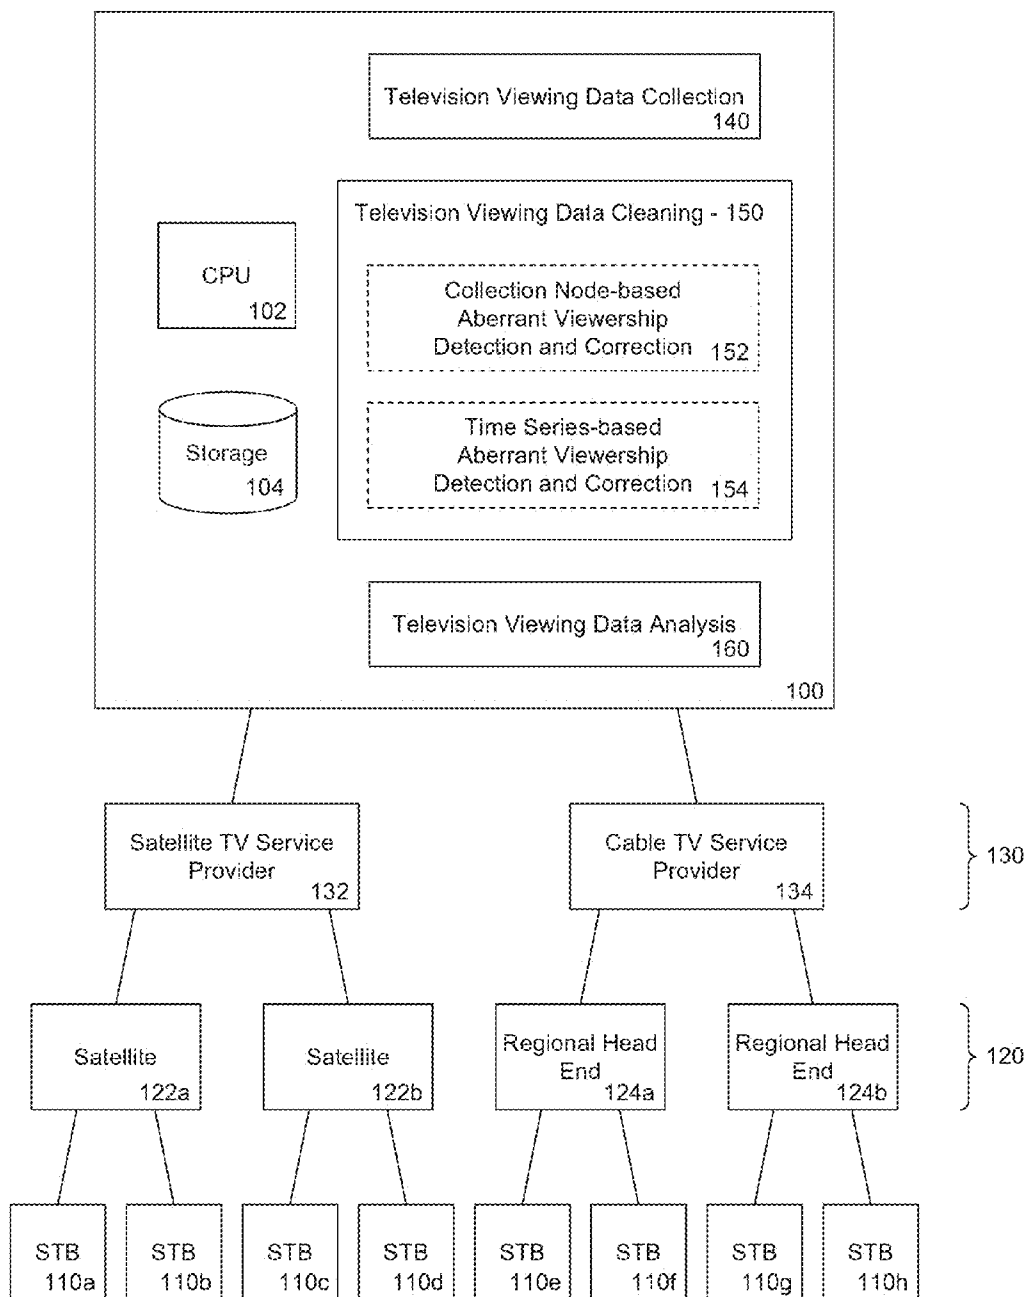 Television Viewing Data Collection
140
Television Viewing Data Cleaning - 150
CPU
102
Collection Node-based
Aberrant Viewership
Detection and Correction 152
Storage
104
Time Series-based
Aberrant Viewership
Detection and Correction 154
Television Viewing Data Analysis
160
100
Satellite TV Service
Provider
132
Cable TV Service
Provider
134
130
Satellite
122a
Satellite
122b
Regional Head
End
124a
Regional Head
End
124b
120
STB
110a
STB
110b
STB
110c
STB
110d
STB
110e
STB
110f
STB
110g
STB
110h